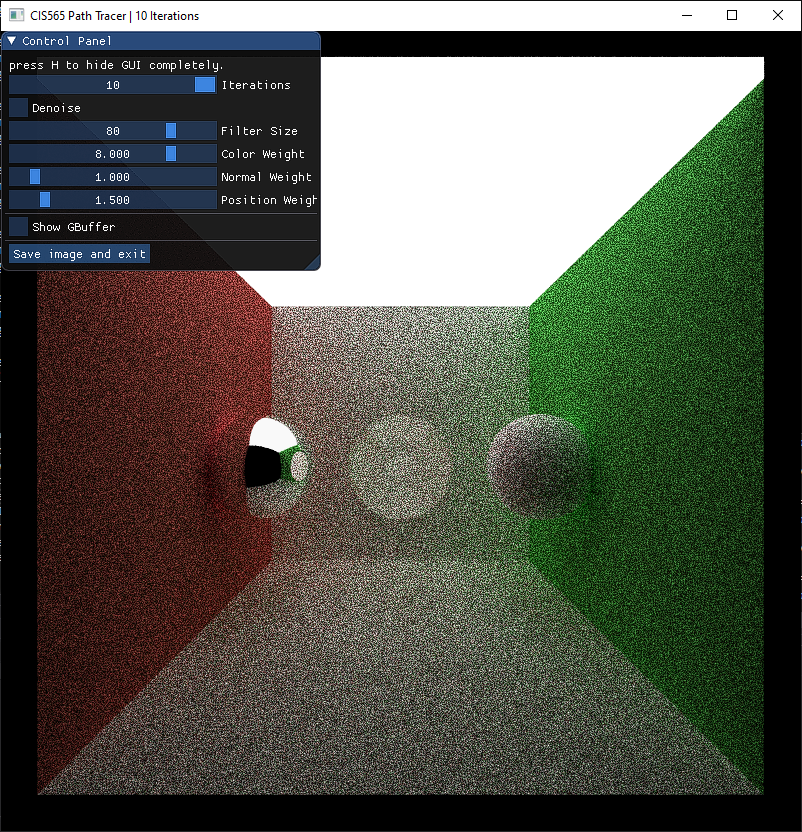 CIS565 Path Tracer | 10 Iterations
Control Panel
press H to hide GUI completely.
10 Iterations
Denoise
80 Filter Size
8.000 Color Weight
1.000 Normal Weight
1.500 Position Weigh
Show GBuffer
Save image and exit